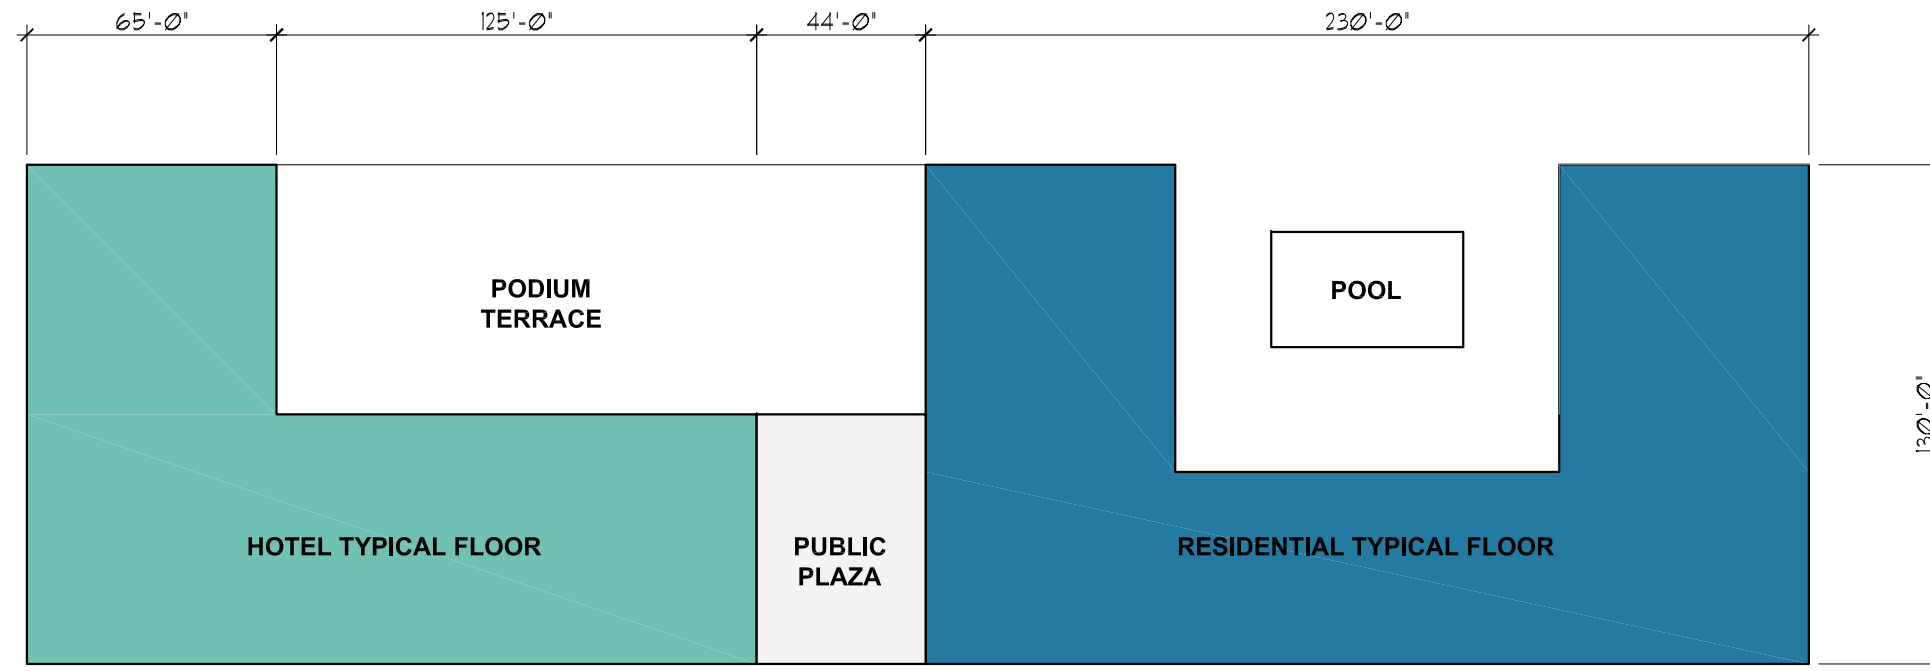 65'-0" 125'-0" 44'-0" 230'-0"
PODIUM
TERRACE
POOL
130'-0"
HOTEL TYPICAL FLOOR
PUBLIC
PLAZA
RESIDENTIAL TYPICAL FLOOR